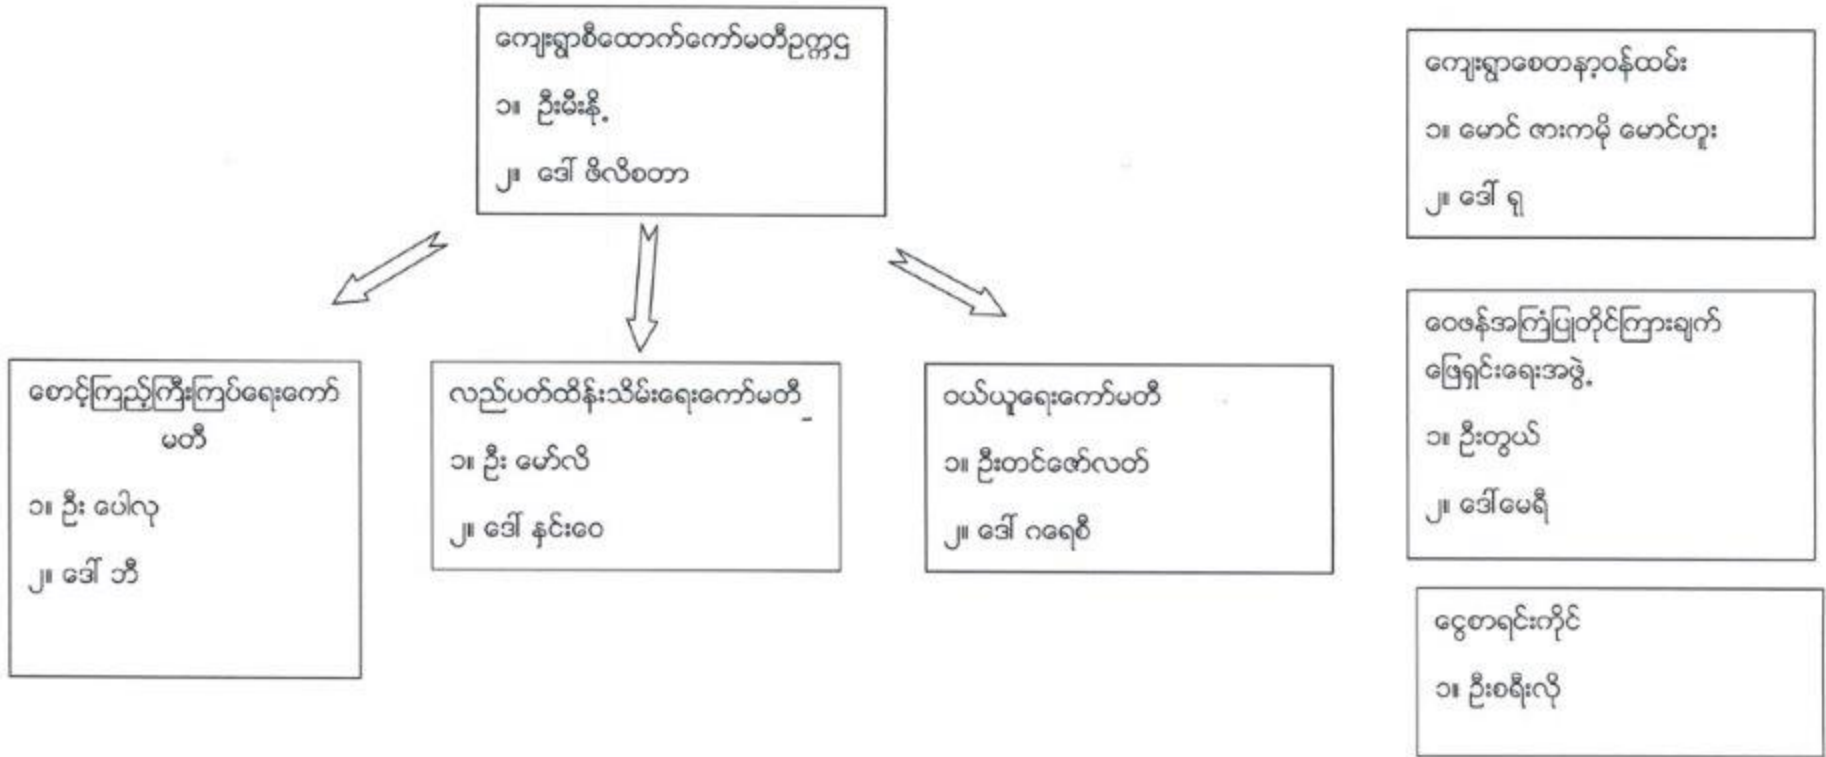 ကျေးရွာစီထောက်ကော်မတီဥက္ကဌ
၁။ ဦးမီးနို့
၂။ ဒေါ် ဖီလိစတာ
ကျေးရွာစေတနာ့ဝန်ထမ်း
၁။ မောင် ဇားကမို မောင်ဟူး
၂။ ဒေါ် ရု
စောင့်ကြည့်ကြီးကြပ်ရေးကော်
မတီ
၁။ ဦး ပေါလု
၂။ ဒေါ် ဘီ
လည်ပတ်ထိန်းသိမ်းရေးကော်မတီ
၁။ ဦး မော်လိ
၂။ ဒေါ် နှင်းဝေ
ဝယ်ယူရေးကော်မတီ
၁။ ဦးတင်ဇော်လတ်
၂။ ဒေါ် ဂရေစီ
ဝေဖန်အကြံပြုတိုင်ကြားချက်
ဖြေရှင်းရေးအဖွဲ့
၁။ ဦးတွယ်
၂။ ဒေါ်မေရီ
ငွေစာရင်းကိုင်
၁။ ဦးစရီးလို